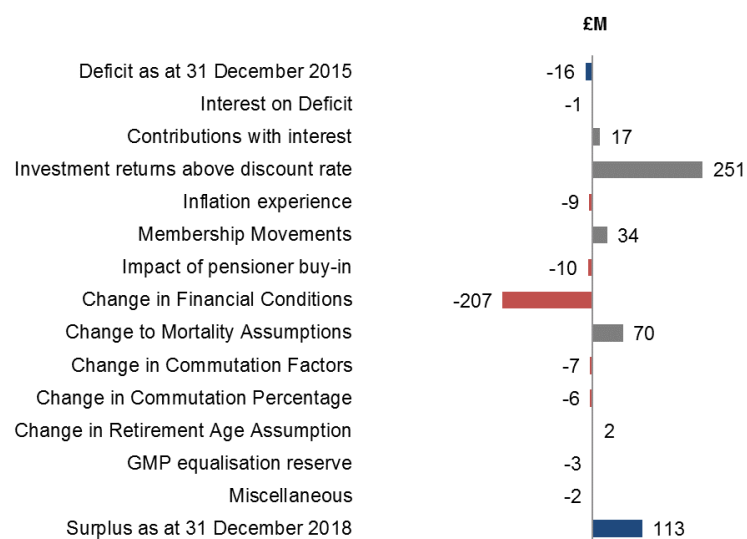 £M
Deficit as at 31 December 2015 -16
Interest on Deficit -1
Contributions with interest 17
Investment returns above discount rate 251
Inflation experience -9
Membership Movements 34
Impact of pensioner buy-in -10
Change in Financial Conditions -207
Change to Mortality Assumptions 70
Change in Commutation Factors -7
Change in Commutation Percentage -6
Change in Retirement Age Assumption 2
GMP equalisation reserve -3
Miscellaneous -2
Surplus as at 31 December 2018 113